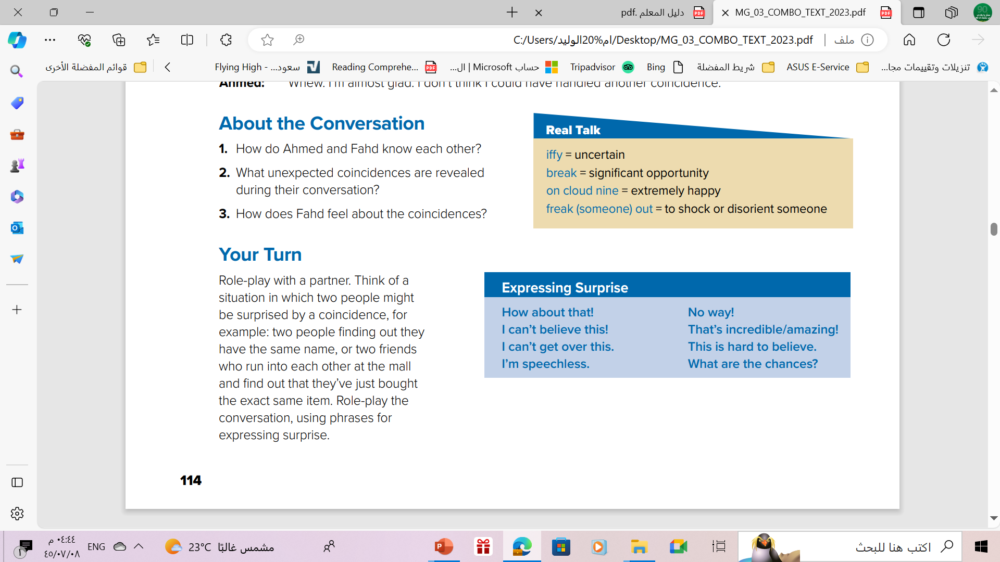 دليل المعلم .pdf
MG_03_COMBO_TEXT_2023.pdf
C:/Users/ام%20الوليد/Desktop/MG_03_COMBO_TEXT_2023.pdf
ملف
قوائم المفضلة الأخرى
Flying High - ...سعود
Reading Comprehe...
حساب Microsoft | ال...
Tripadvisor
Bing
شريط المفضلة
ASUS E-Service
تنزيلات وتقييمات مجا...
Ahmed: Whew. I'm almost glad. I don't think I could have handled another coincidence.
About the Conversation
1. How do Ahmed and Fahd know each other?
2. What unexpected coincidences are revealed
during their conversation?
3. How does Fahd feel about the coincidences?
Real Talk
iffy = uncertain
break = significant opportunity
on cloud nine = extremely happy
freak (someone) out = to shock or disorient someone
Your Turn
Role-play with a partner. Think of a
situation in which two people might
be surprised by a coincidence, for
example: two people finding out they
have the same name, or two friends
who run into each other at the mall
and find out that they've just bought
the exact same item. Role-play the
conversation, using phrases for
expressing surprise.
Expressing Surprise
How about that!
I can't believe this!
I can't get over this.
I'm speechless.
No way!
That's incredible/amazing!
This is hard to believe.
What are the chances?
114
٠٤:٤٤ م
٤٥/٠٧/٠٨
ENG
23°C مشمس غالبًا
اكتب هنا للبحث